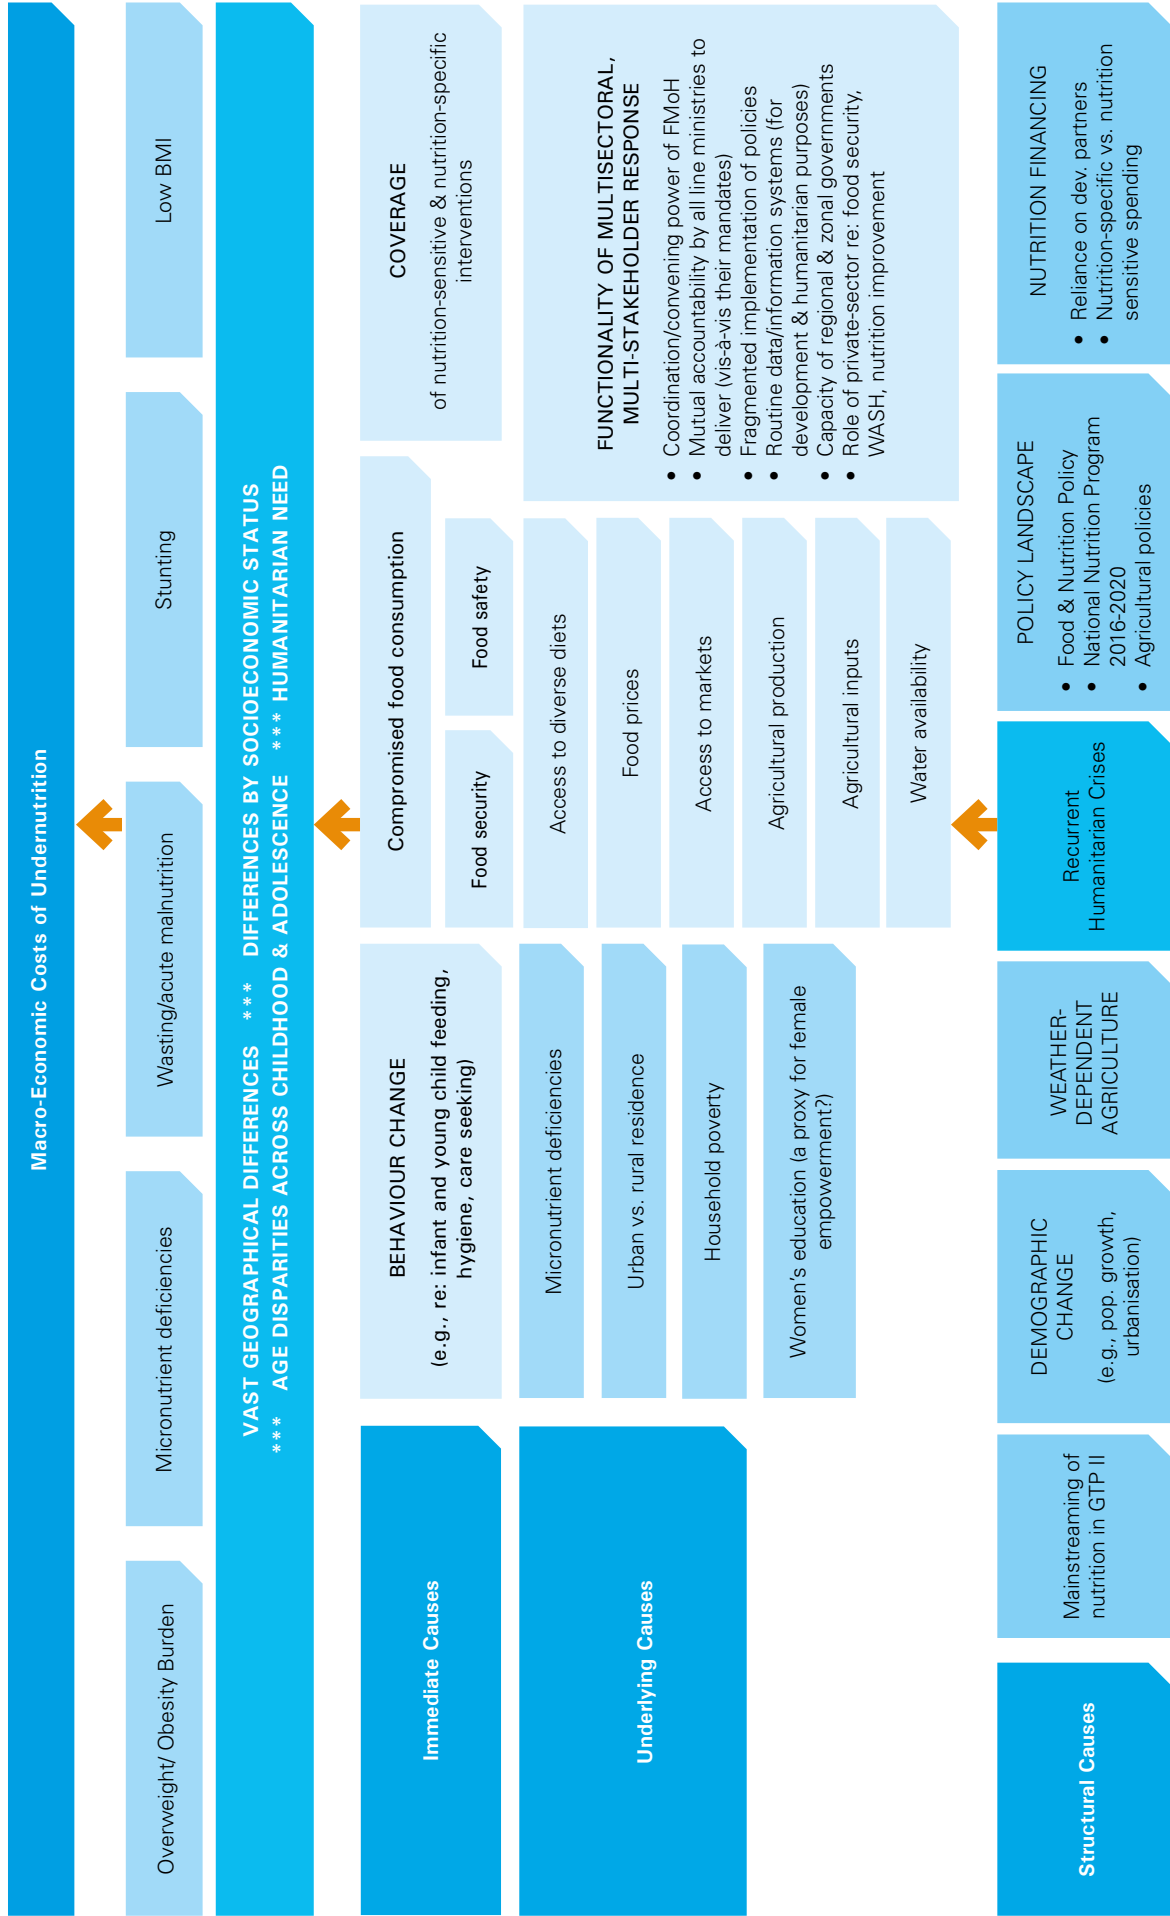 Macro-Economic Costs of Undernutrition
Overweight/ Obesity Burden
Micronutrient deficiencies
Wasting/acute malnutrition
Stunting
Low BMI
VAST GEOGRAPHICAL DIFFERENCES *** DIFFERENCES BY SOCIOECONOMIC STATUS
*** AGE DISPARITIES ACROSS CHILDHOOD & ADOLESCENCE *** HUMANITARIAN NEED
Immediate Causes
BEHAVIOUR CHANGE
(e.g., re: infant and young child feeding,
hygiene, care seeking)
Compromised food consumption
Food security
Food safety
COVERAGE
of nutrition-sensitive & nutrition-specific
interventions
Underlying Causes
Micronutrient deficiencies
Urban vs. rural residence
Household poverty
Women's education (a proxy for female
empowerment?)
Access to diverse diets
Food prices
Access to markets
Agricultural production
Agricultural inputs
Water availability
FUNCTIONALITY OF MULTISECTORAL,
MULTI-STAKEHOLDER RESPONSE
• Coordination/convening power of FMoH
• Mutual accountability by all line ministries to
deliver (vis-à-vis their mandates)
• Fragmented implementation of policies
• Routine data/information systems (for
development & humanitarian purposes)
• Capacity of regional & zonal governments
• Role of private-sector re: food security,
WASH, nutrition improvement
Structural Causes
Mainstreaming of
nutrition in GTP II
DEMOGRAPHIC
CHANGE
(e.g., pop. growth,
urbanisation)
WEATHER-
DEPENDENT
AGRICULTURE
Recurrent
Humanitarian Crises
POLICY LANDSCAPE
• Food & Nutrition Policy
• National Nutrition Program
2016-2020
• Agricultural policies
NUTRITION FINANCING
• Reliance on dev. partners
• Nutrition-specific vs. nutrition
sensitive spending